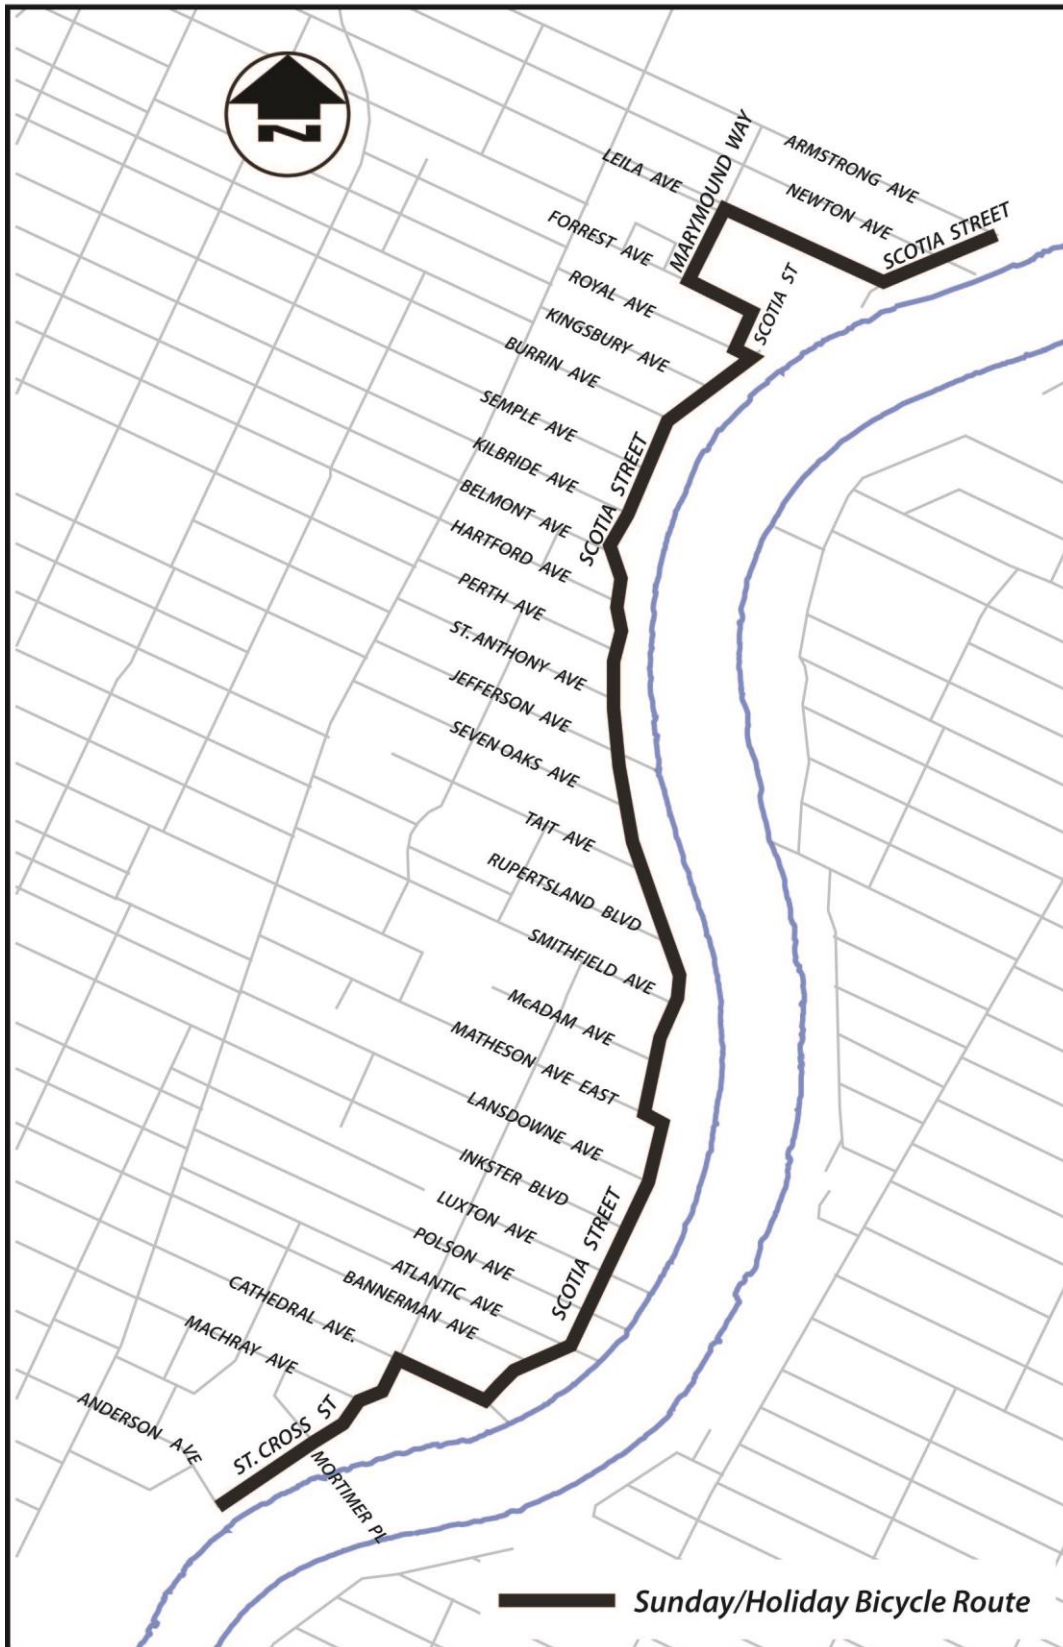 N
ARMSTRONG AVE
LEILA AVE
MARYMOUND WAY
NEWTON AVE
SCOTIA STREET
FORREST AVE
ROYAL AVE
SCOTIA ST
KINGSBURY AVE
BURRIN AVE
SEMPLE AVE
SCOTIA STREET
KILBRIDE AVE
BELMONT AVE
HARTFORD AVE
PERTH AVE
ST. ANTHONY AVE
JEFFERSON AVE
SEVEN OAKS AVE
TAIT AVE
RUPERTSLAND BLVD
SMITHFIELD AVE
McADAM AVE
MATHESON AVE EAST
LANSDOWNE AVE
INKSTER BLVD
SCOTIA STREET
LUXTON AVE
POLSON AVE
ATLANTIC AVE
BANNERMAN AVE
CATHEDRAL AVE.
MACHRAY AVE
ANDERSON AVE
ST. CROSS ST
MORTIMER PL
Sunday/Holiday Bicycle Route